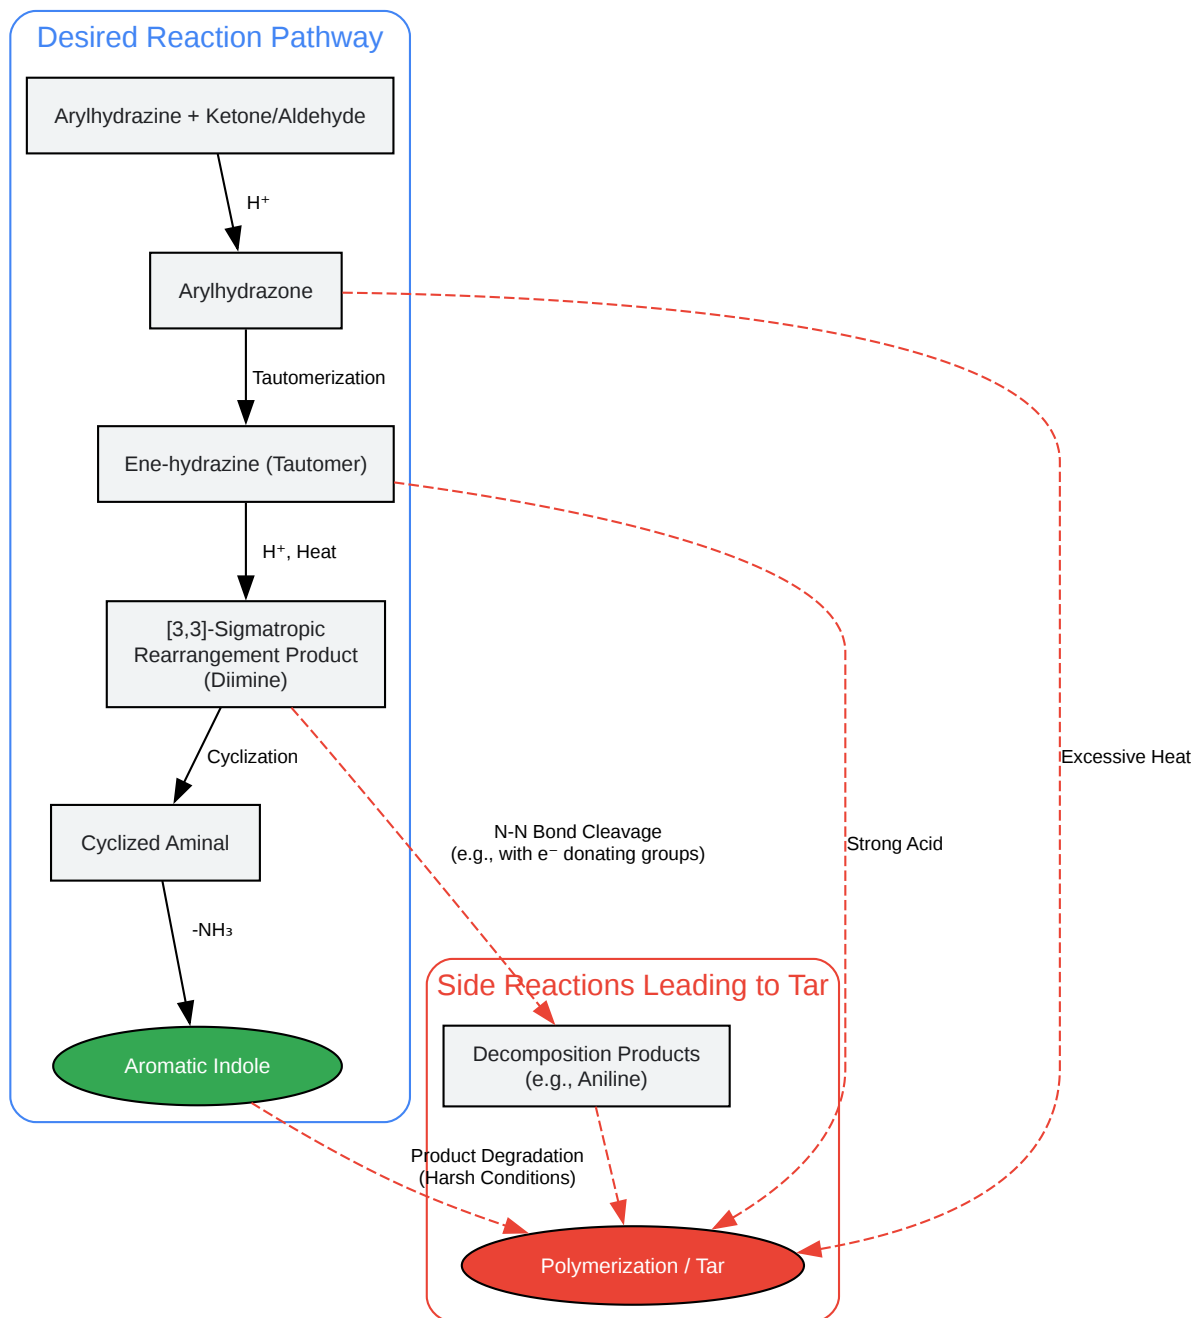 Desired Reaction Pathway
Arylhydrazine + Ketone/Aldehyde
H⁺
Arylhydrazone
Tautomerization
Ene-hydrazine (Tautomer)
H⁺, Heat
[3,3]-Sigmatropic
Rearrangement Product
(Diimine)
Cyclization
Excessive Heat
Cyclized Aminal
N-N Bond Cleavage
(e.g., with e⁻ donating groups)
Strong Acid
-NH₃
Side Reactions Leading to Tar
Decomposition Products
(e.g., Aniline)
Aromatic Indole
Product Degradation
(Harsh Conditions)
Polymerization / Tar